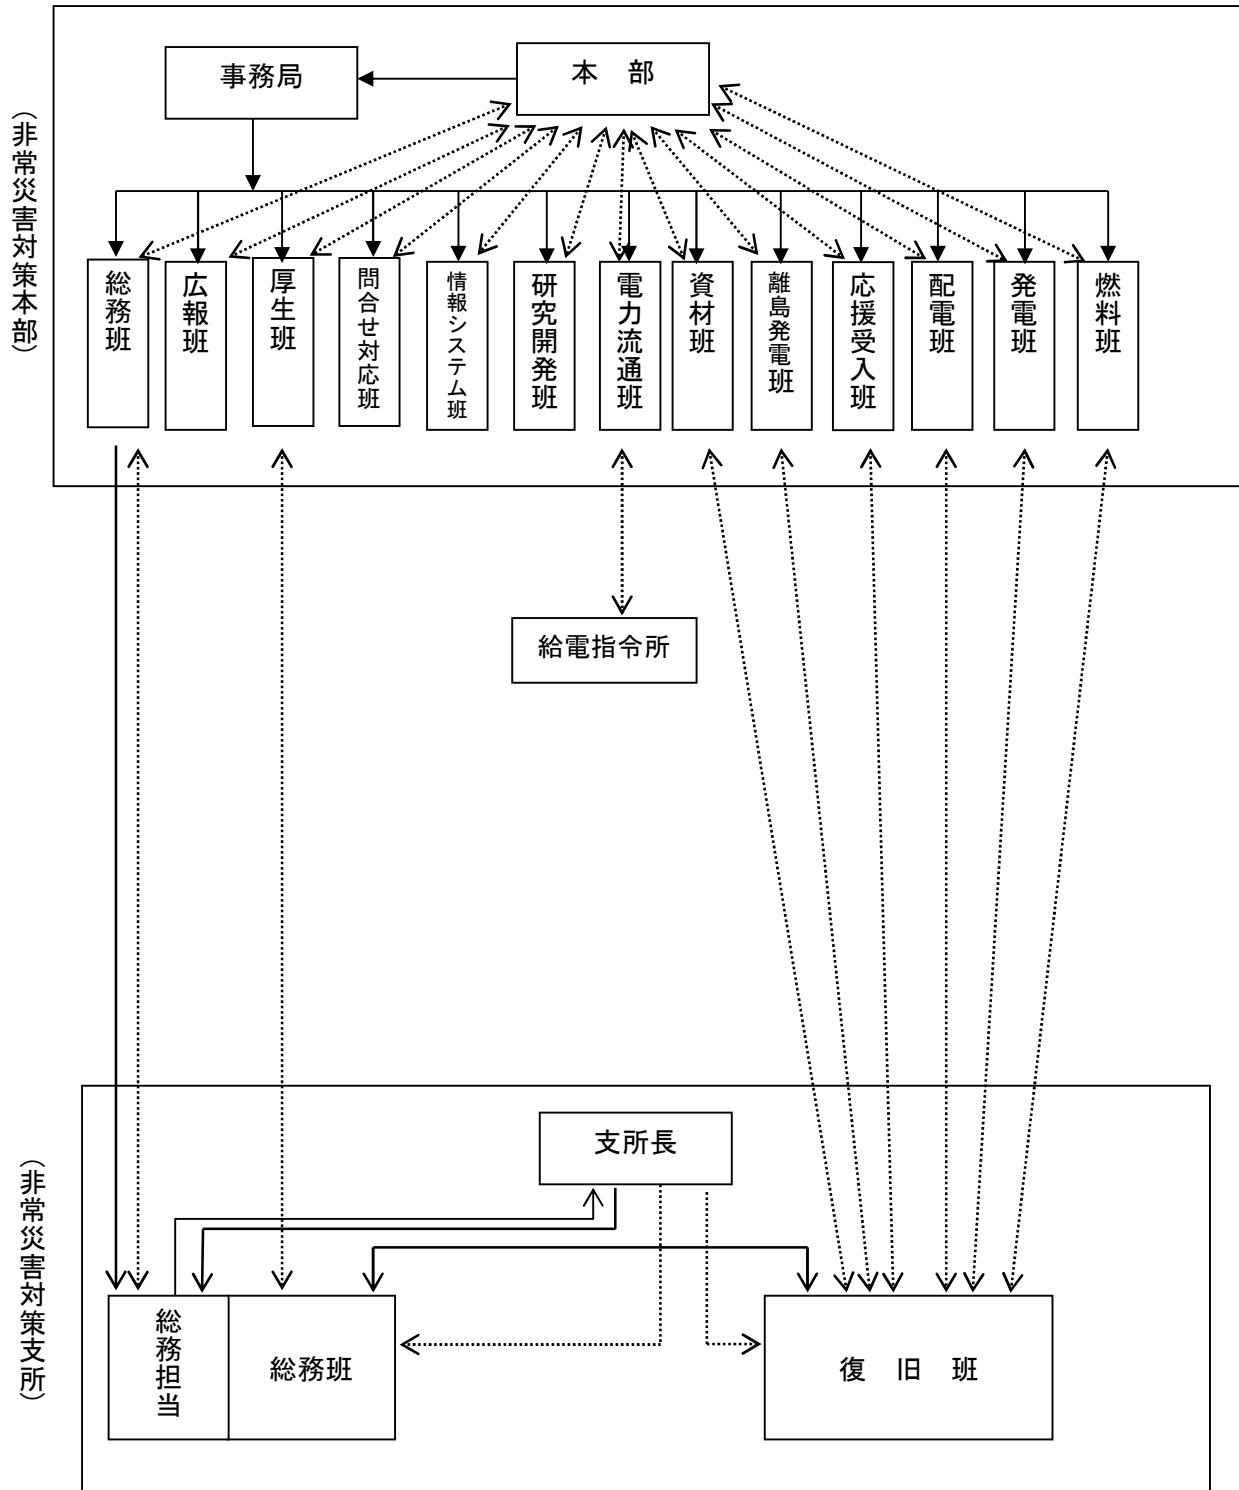 （非常災害対策本部）
事務局
本　部
総務班
広報班
厚生班
問合せ対応班
情報システム班
研究開発班
電力流通班
資材班
離島発電班
応援受入班
配電班
発電班
燃料班
給電指令所
（非常災害対策支所）
支所長
総務担当
総務班
復　旧　班